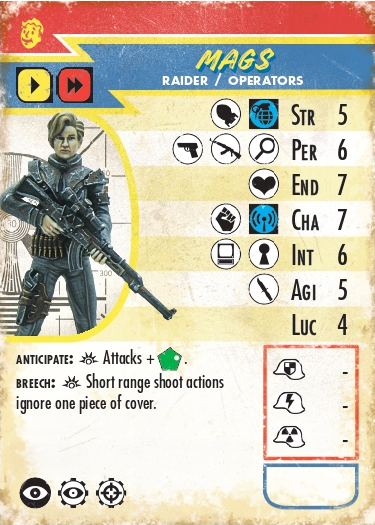 MAGS
RAIDER / OPERATORS
STR 5
PER 6
END 7
CHA 7
INT 6
AGI 5
LUC 4
300
ANTICIPATE: Attacks + .
BREECH: Short range shoot actions
ignore one piece of cover.
-
-
-